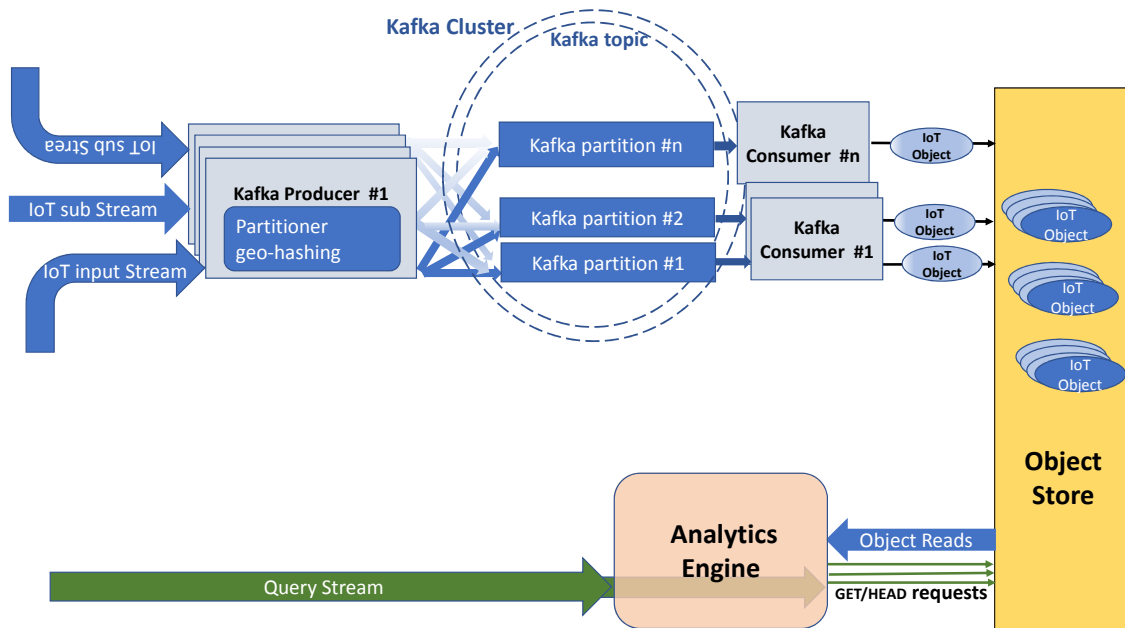 Kafka Cluster
Kafka topic
IoT sub Strea
IoT sub Stream
IoT input Stream
Kafka Producer #1
Partitioner
geo-hashing
Kafka partition #n
Kafka partition #2
Kafka partition #1
Kafka
Consumer #n
Kafka
Consumer #1
IoT
Object
IoT
Object
IoT
Object
IoT
Object
IoT
Object
IoT
Object
Object
Store
Analytics
Engine
Object Reads
Query Stream
GET/HEAD requests